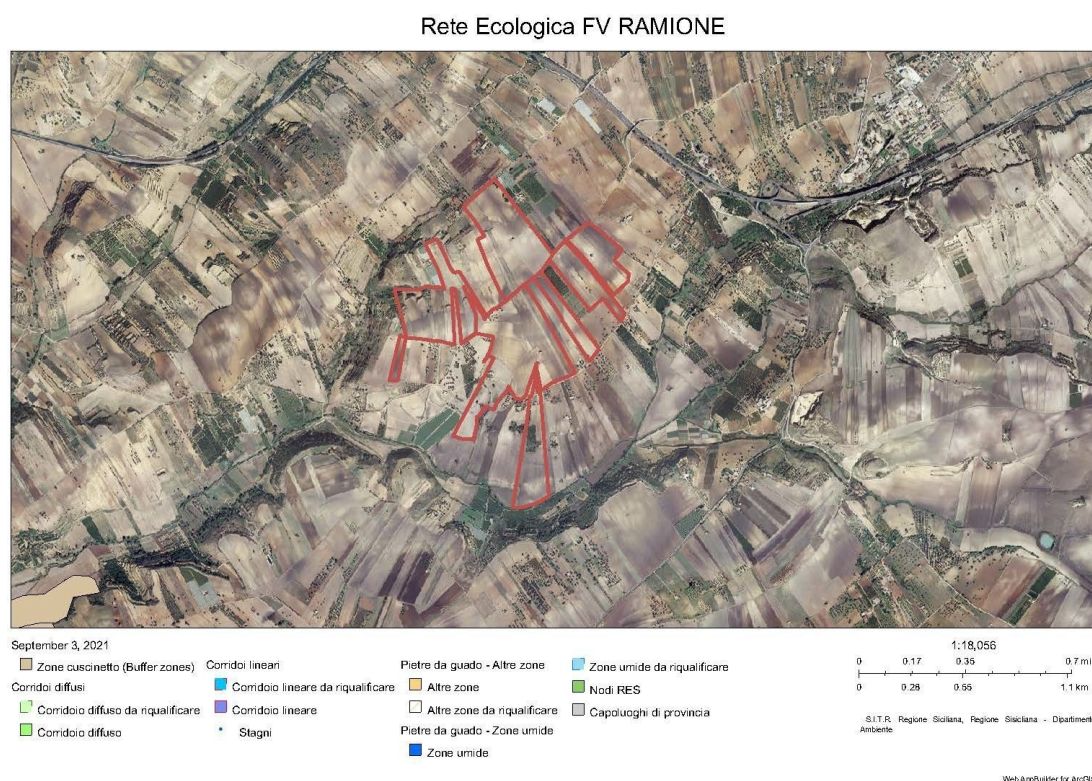 Rete Ecologica FV RAMIONE
September 3, 2021
Zone cuscinetto (Buffer zones)
Corridoi diffusi
Corridoio diffuso da riqualificare
Corridoio diffuso
Corridoi lineari
Corridoio lineare da riqualificare
Corridoio lineare
Stagni
Pietre da guado - Altre zone
Altre zone
Altre zone da riqualificare
Pietre da guado - Zone umide
Zone umide
Zone umide da riqualificare
Nodi RES
Capoluoghi di provincia
1:18,056
0 0.17 0.35 0.7 mi
0 0.28 0.55 1.1 km
S.I.T.R. Regione Siciliana, Regione Sisiciliana - Dipartimento
Ambiente
Web AppBuilder for ArcGIS